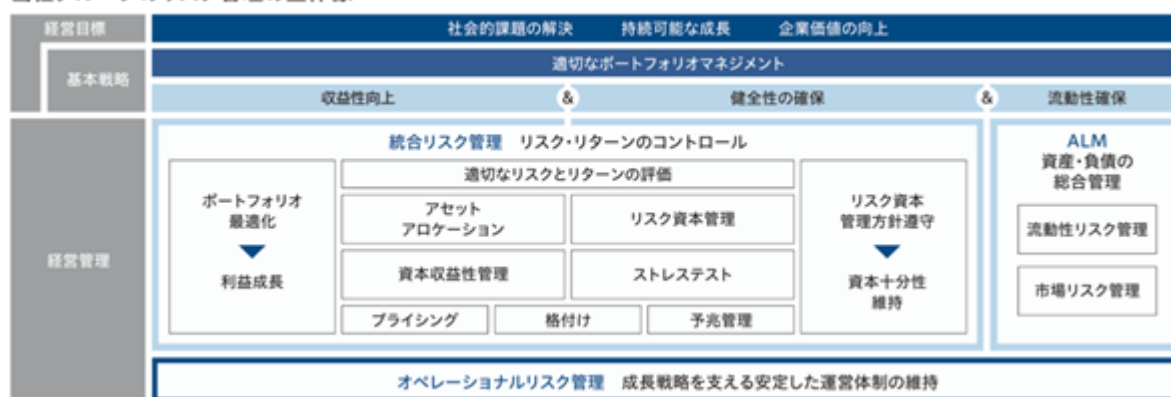 経営目標
社会的課題の解決 持続可能な成長 企業価値の向上
基本戦略
適切なポートフォリオマネジメント
収益性向上 & 健全性の確保 & 流動性確保
経営管理
統合リスク管理 リスク・リターンのコントロール
ポートフォリオ
最適化
利益成長
適切なリスクとリターンの評価
アセット
アロケーション
リスク資本管理
資本収益性管理
ストレステスト
プライシング
格付け
予兆管理
リスク資本
管理方針遵守
資本十分性
維持
ALM
資産・負債の
総合管理
流動性リスク管理
市場リスク管理
オペレーショナルリスク管理 成長戦略を支える安定した運営体制の維持